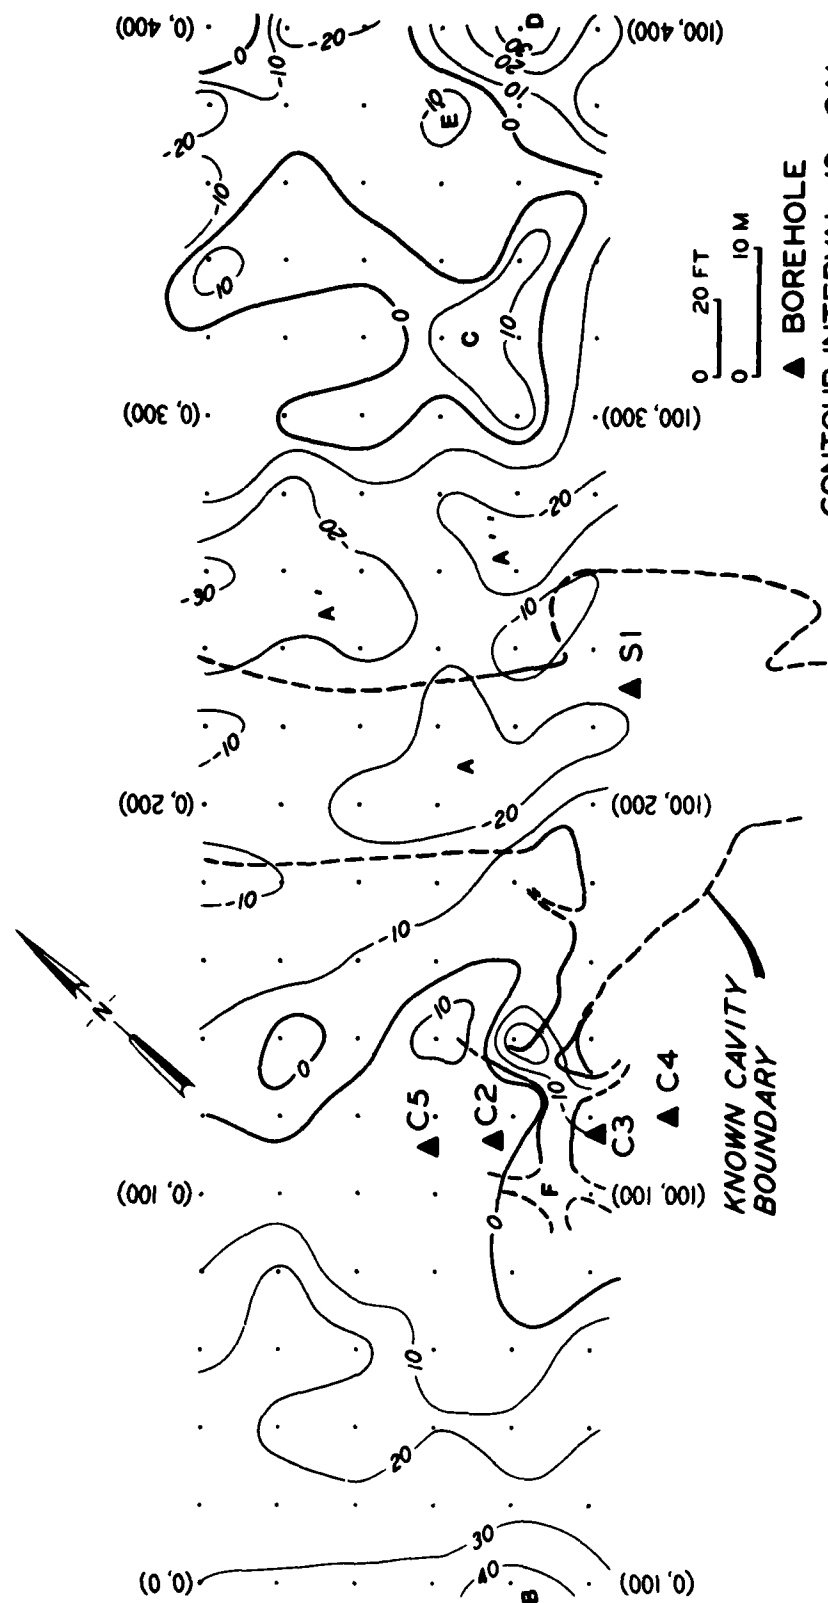 (0, 400)
0
-10
-20
30
20
D
(100, 400)
10
-20
-10
E
0
-10
10
0
C
10
(0, 300)
(100, 300)
0 20 FT
0 10 M
▲ BOREHOLE
-20
-30
A'
A''
-20
-10
S1
-10
A
-20
(0, 200)
(100, 200)
-10
-10
N
0
10
C5
C2
10
C3
C4
KNOWN CAVITY
BOUNDARY
(0, 100)
F
(100, 100)
0
10
20
30
40
B
(0,0)
(0, 100)